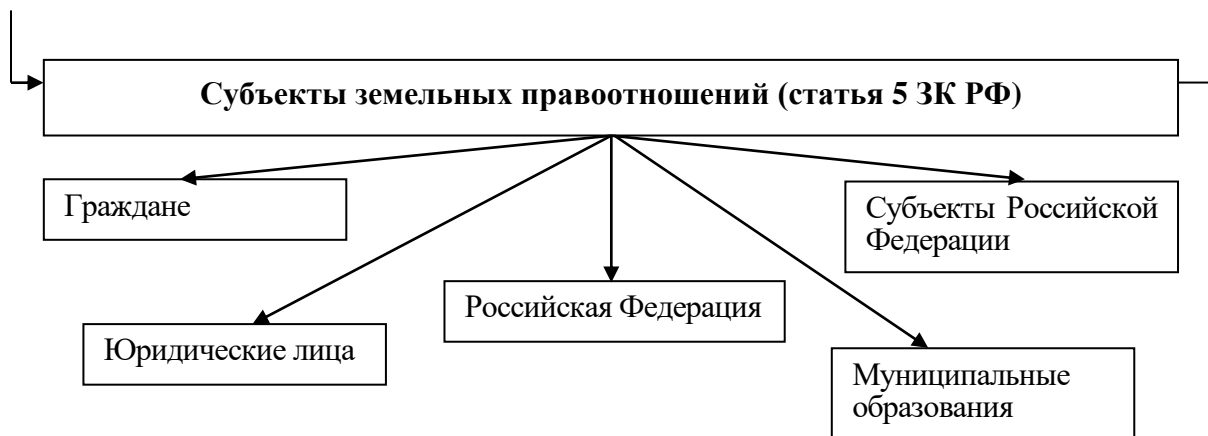 Субъекты земельных правоотношений (статья 5 ЗК РФ)
Граждане
Субъекты Российской
Федерации
Российская Федерация
Юридические лица
Муниципальные
образования